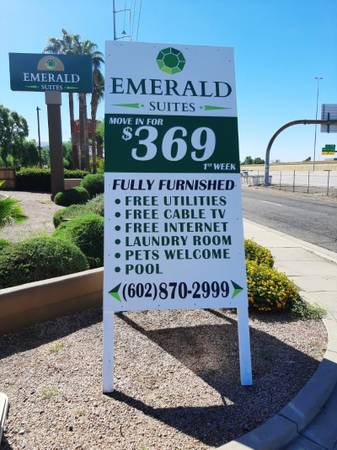 EMERALD
SUITES
EMERALD
SUITES
MOVE IN FOR
$369
1ST WEEK
FULLY FURNISHED
• FREE UTILITIES
• FREE CABLE TV
• FREE INTERNET
• LAUNDRY ROOM
• PETS WELCOME
• POOL
(602)870-2999